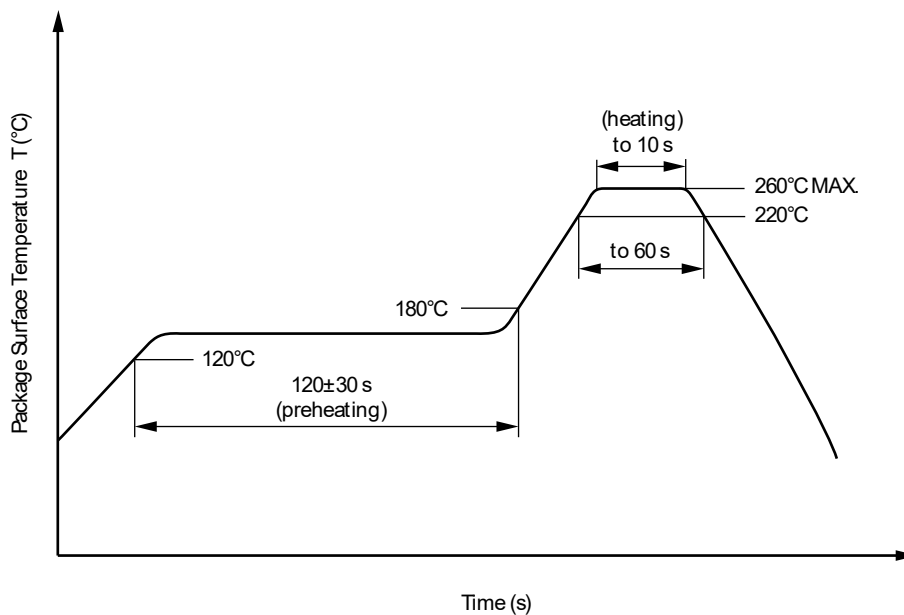 Package Surface Temperature T (°C)
(heating)
to 10 s
260°C MAX.
220°C
to 60 s
180°C
120°C
120±30 s
(preheating)
Time (s)